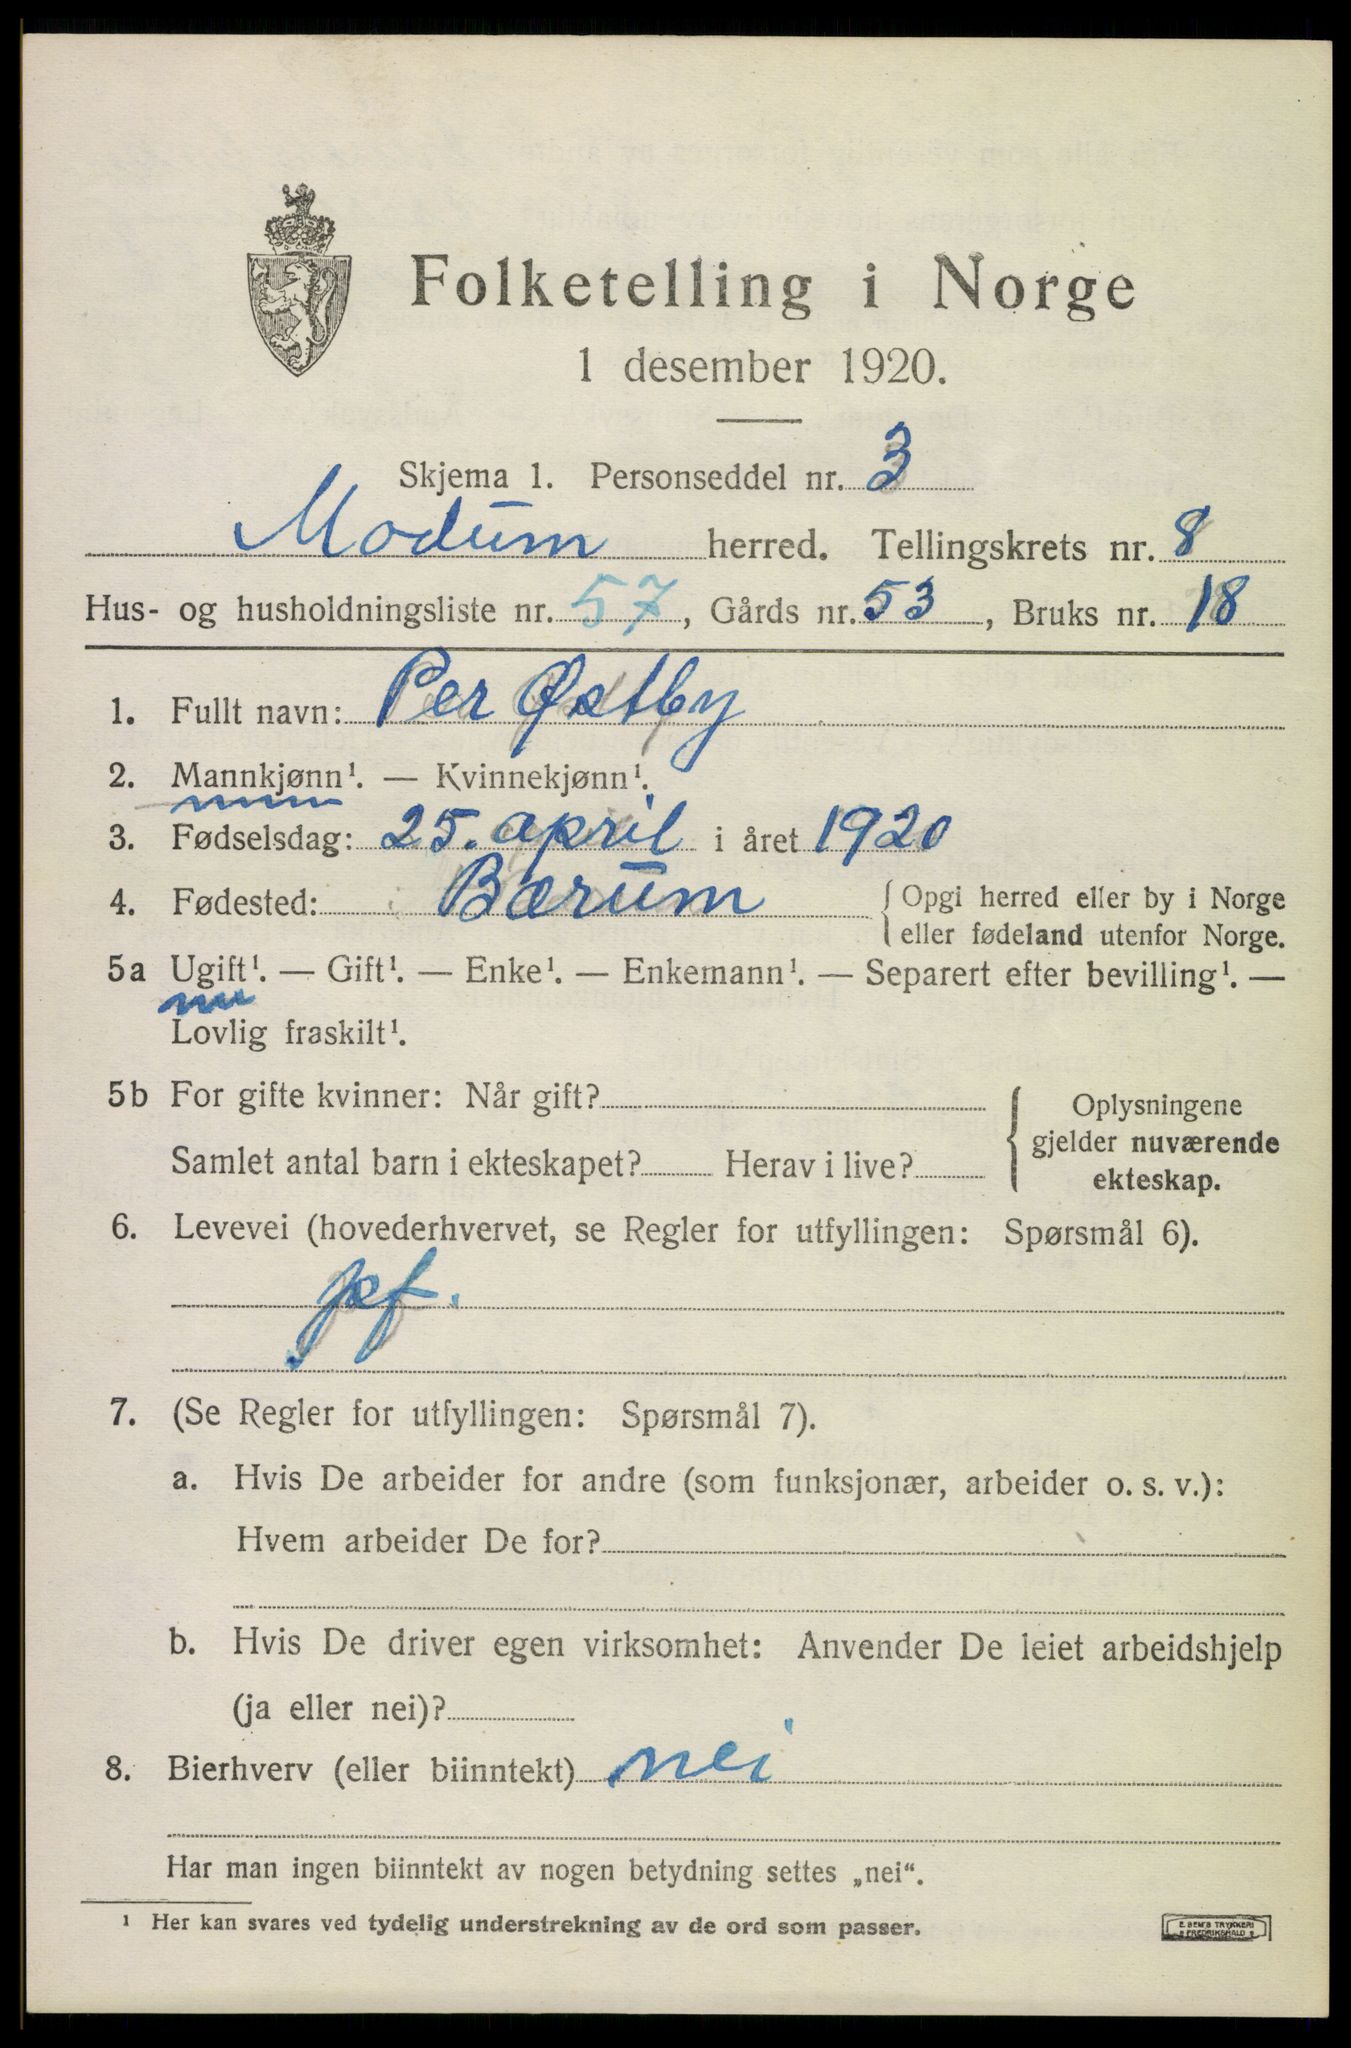 Folketelling i Norge
1 desember 1920.
Skjema 1. Personseddel nr. 3
Modum herred. Tellingskrets nr. 8
Hus- og husholdningsliste nr. 57, Gårds nr. 53, Bruks nr. 18
1. Fullt navn: Per Østby
2. Mannkjønn¹. — Kvinnekjønn¹.
3. Fødselsdag: 25. april i året 1920
4. Fødested: Bærum { Opgi herred eller by i Norge
eller fødeland utenfor Norge.
5a Ugift¹. — Gift¹. — Enke¹. — Enkemann¹. — Separert efter bevilling¹. —
Lovlig fraskilt¹.
5b For gifte kvinner: Når gift?
Samlet antal barn i ekteskapet? Herav i live?
{ Oplysningene
gjelder nuværende
ekteskap.
6. Levevei (hovederhvervet, se Regler for utfyllingen: Spørsmål 6).
7. (Se Regler for utfyllingen: Spørsmål 7).
a. Hvis De arbeider for andre (som funksjonær, arbeider o. s. v.):
Hvem arbeider De for?
b. Hvis De driver egen virksomhet: Anvender De leiet arbeidshjelp
(ja eller nei)?
8. Bierhverv (eller biinntekt) nei
Har man ingen biinntekt av nogen betydning settes „nei“.
¹ Her kan svares ved tydelig understrekning av de ord som passer.
E. SEM'S TRYKKERI
FREDRIKSHALD